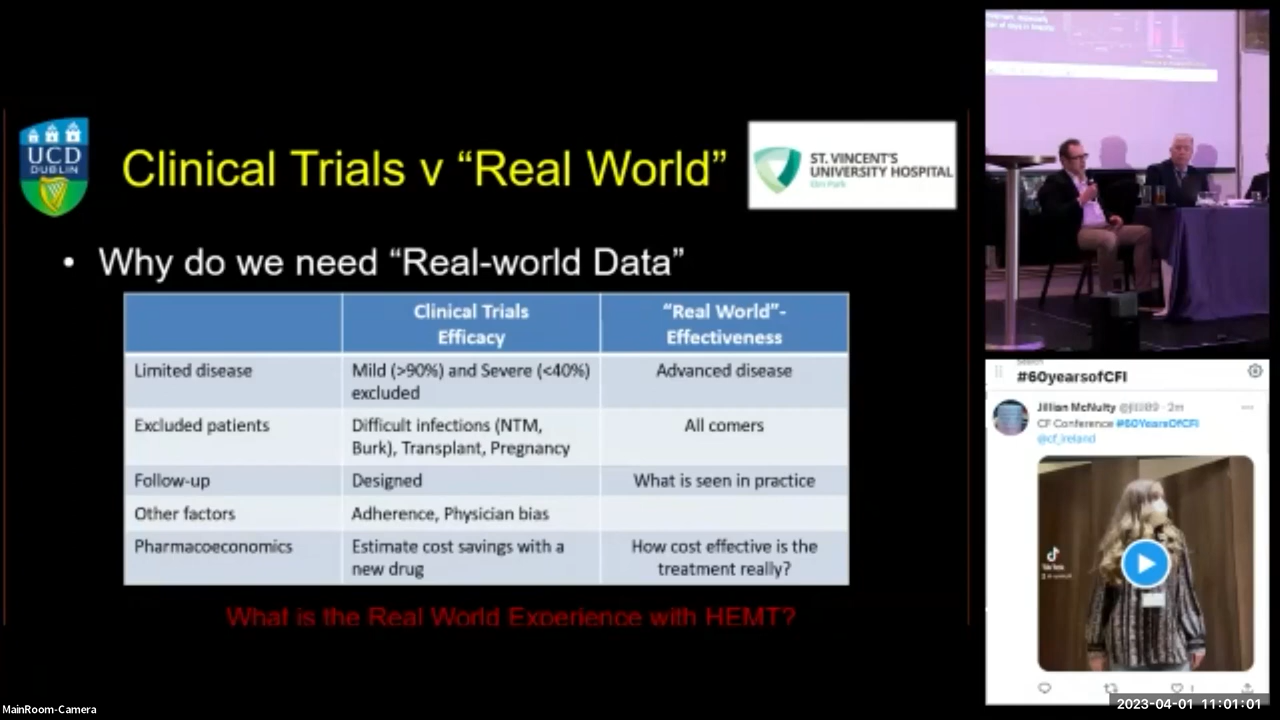 UCD
DUBLIN
Clinical Trials v “Real World”
ST. VINCENT'S
UNIVERSITY HOSPITAL
Elm Park
• Why do we need “Real-world Data”
Clinical Trials
Efficacy
“Real World”-
Effectiveness
Limited disease
Mild (>90%) and Severe (<40%)
excluded
Advanced disease
Excluded patients
Difficult infections (NTM,
Burk), Transplant, Pregnancy
All comers
Follow-up
Designed
What is seen in practice
Other factors
Adherence, Physician bias
Pharmacoeconomics
Estimate cost savings with a
new drug
How cost effective is the
treatment really?
What is the Real World Experience with HEMT?
#60yearsofCFI
Jillian McNulty
2m
CF Conference #60YearsOfCFI
@cf_ireland
1
2023-04-01 11:01:01
MainRoom-Camera